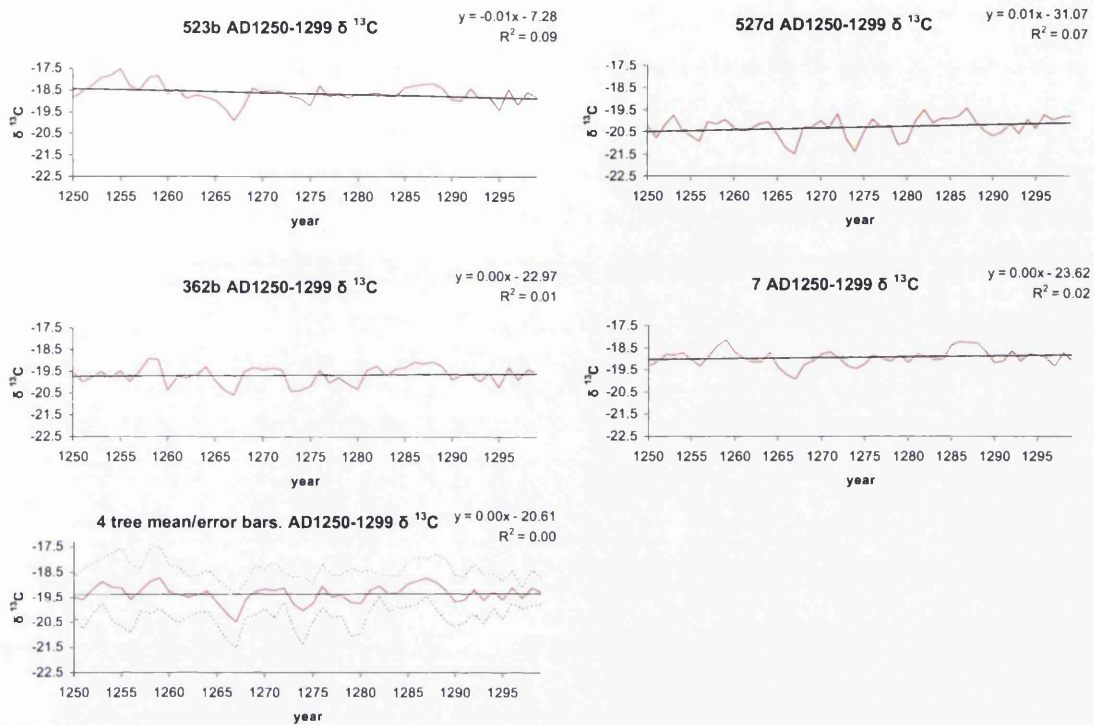 523b AD1250-1299 δ ¹³C
y = -0.01x - 7.28
R² = 0.09
-17.5
-18.5
-19.5
-20.5
-21.5
-22.5
δ ¹³C
1250 1255 1260 1265 1270 1275 1280 1285 1290 1295
year
527d AD1250-1299 δ ¹³C
y = 0.01x - 31.07
R² = 0.07
-17.5
-18.5
-19.5
-20.5
-21.5
-22.5
δ ¹³C
1250 1255 1260 1265 1270 1275 1280 1285 1290 1295
year
362b AD1250-1299 δ ¹³C
y = 0.00x - 22.97
R² = 0.01
-17.5
-18.5
-19.5
-20.5
-21.5
-22.5
δ ¹³C
1250 1255 1260 1265 1270 1275 1280 1285 1290 1295
year
7 AD1250-1299 δ ¹³C
y = 0.00x - 23.62
R² = 0.02
-17.5
-18.5
-19.5
-20.5
-21.5
-22.5
δ ¹³C
1250 1255 1260 1265 1270 1275 1280 1285 1290 1295
year
4 tree mean/error bars. AD1250-1299 δ ¹³C
y = 0.00x - 20.61
R² = 0.00
-17.5
-18.5
-19.5
-20.5
-21.5
-22.5
δ ¹³C
1250 1255 1260 1265 1270 1275 1280 1285 1290 1295
year